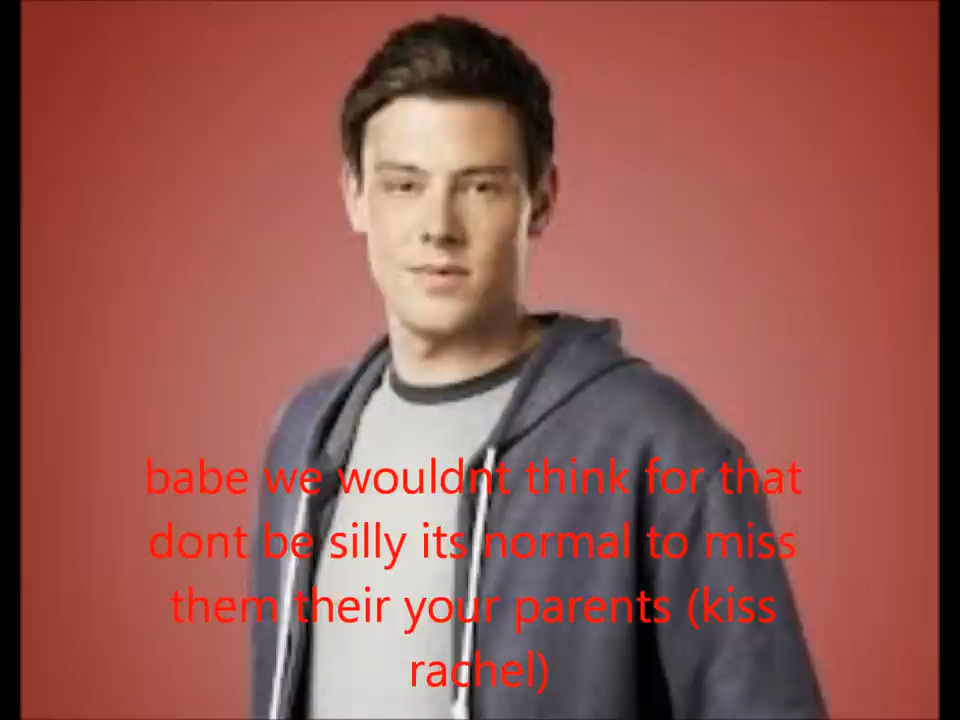 babe we wouldnt think for that
dont be silly its normal to miss
them their your parents (kiss
rachel)